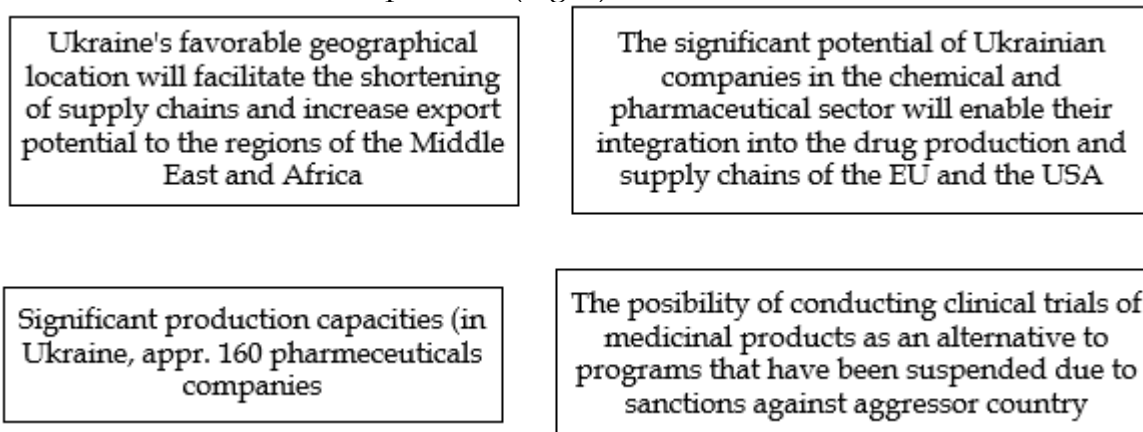 Ukraine's favorable geographical
location will facilitate the shortening
of supply chains and increase export
potential to the regions of the Middle
East and Africa
The significant potential of Ukrainian
companies in the chemical and
pharmaceutical sector will enable their
integration into the drug production and
supply chains of the EU and the USA
Significant production capacities (in
Ukraine, appr. 160 pharmeceuticals
companies
The posibility of conducting clinical trials of
medicinal products as an alternative to
programs that have been suspended due to
sanctions against aggressor country